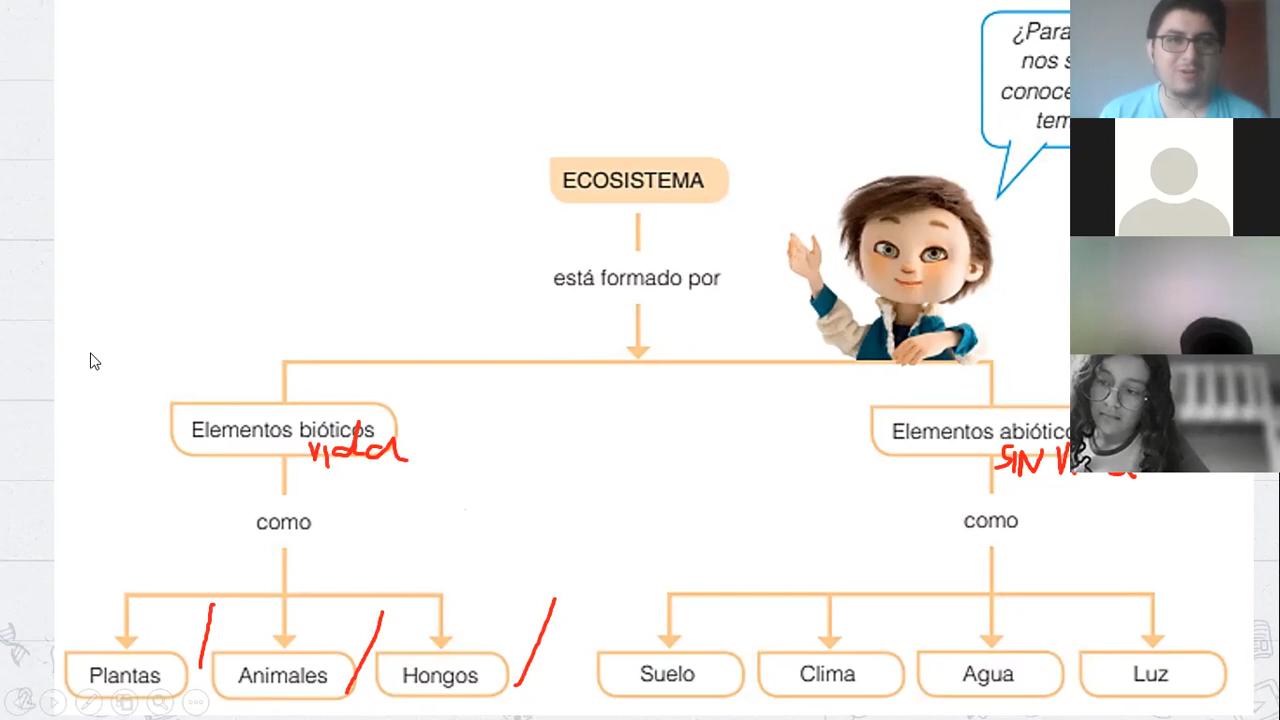 ¿Para
nos s
conoce
tem
ECOSISTEMA
está formado por
Elementos bióticos
vida
Elementos abiótico
SIN V
como
como
Plantas
Animales
Hongos
Suelo
Clima
Agua
Luz